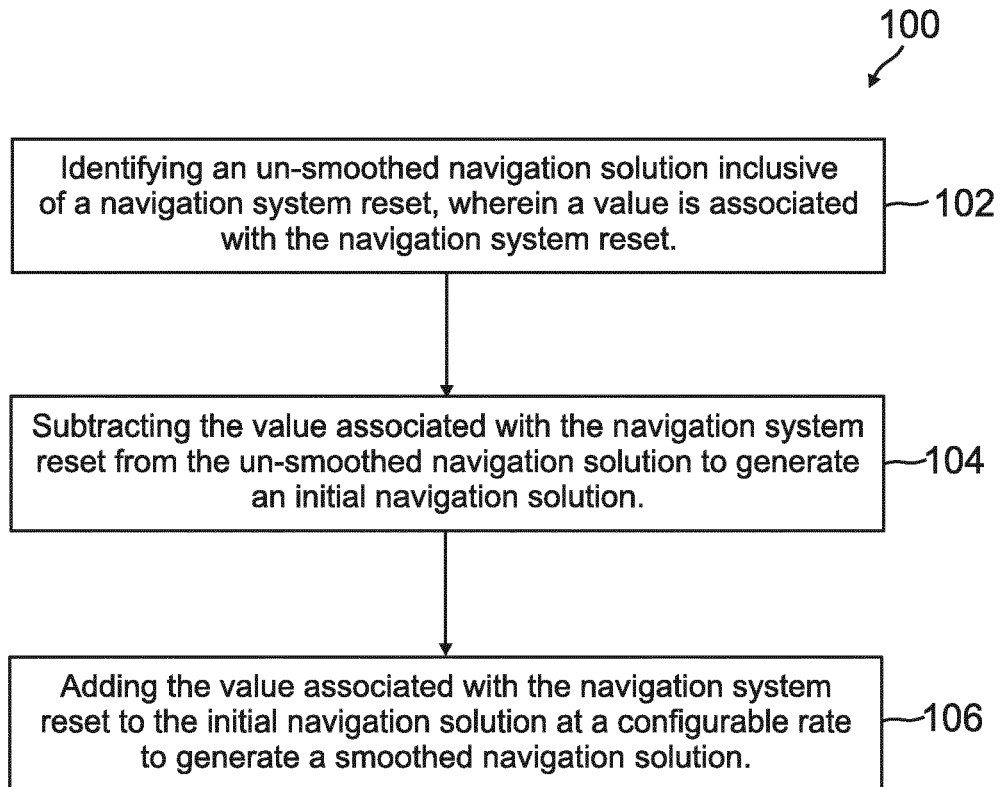 100
Identifying an un-smoothed navigation solution inclusive
of a navigation system reset, wherein a value is associated
with the navigation system reset.
102
Subtracting the value associated with the navigation system
reset from the un-smoothed navigation solution to generate
an initial navigation solution.
104
Adding the value associated with the navigation system
reset to the initial navigation solution at a configurable rate
to generate a smoothed navigation solution.
106